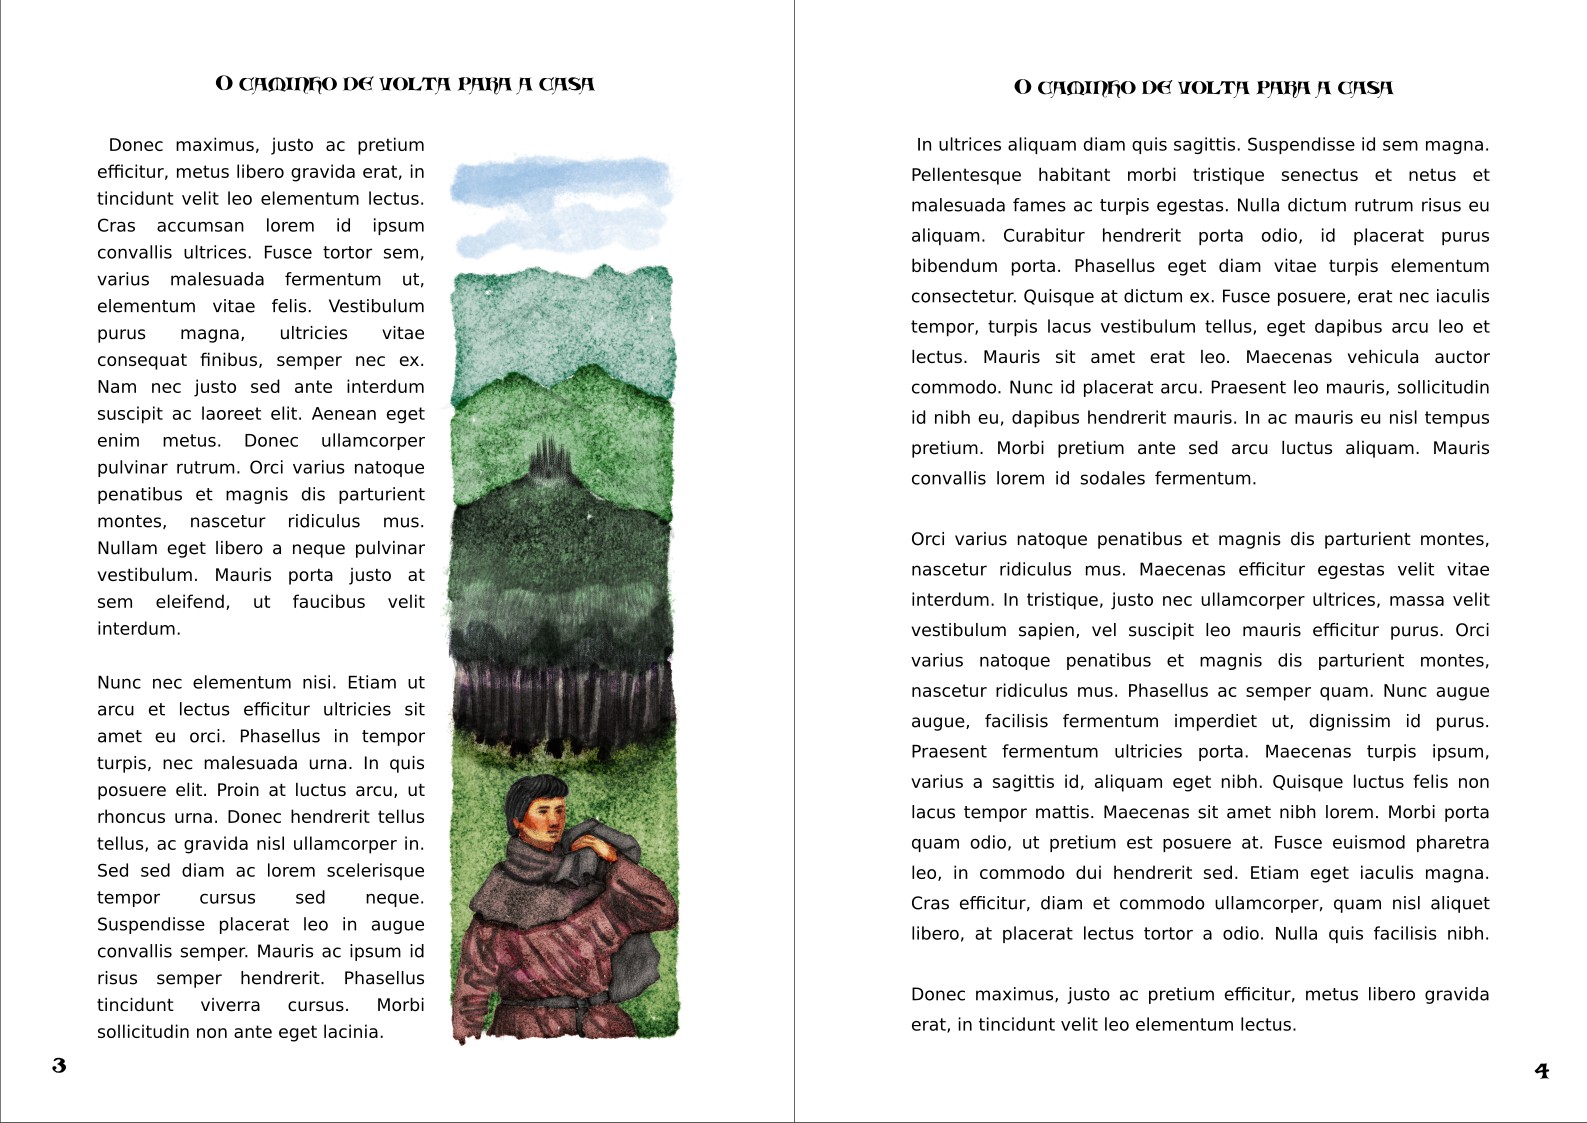 O caminho de volta para a casa
Donec maximus, justo ac pretium
efficitur, metus libero gravida erat, in
tincidunt velit leo elementum lectus.
Cras accumsan lorem id ipsum
convallis ultrices. Fusce tortor sem,
varius malesuada fermentum ut,
elementum vitae felis. Vestibulum
purus magna, ultricies vitae
consequat finibus, semper nec ex.
Nam nec justo sed ante interdum
suscipit ac laoreet elit. Aenean eget
enim metus. Donec ullamcorper
pulvinar rutrum. Orci varius natoque
penatibus et magnis dis parturient
montes, nascetur ridiculus mus.
Nullam eget libero a neque pulvinar
vestibulum. Mauris porta justo at
sem eleifend, ut faucibus velit
interdum.
Nunc nec elementum nisi. Etiam ut
arcu et lectus efficitur ultricies sit
amet eu orci. Phasellus in tempor
turpis, nec malesuada urna. In quis
posuere elit. Proin at luctus arcu, ut
rhoncus urna. Donec hendrerit tellus
tellus, ac gravida nisl ullamcorper in.
Sed sed diam ac lorem scelerisque
tempor cursus sed neque.
Suspendisse placerat leo in augue
convallis semper. Mauris ac ipsum id
risus semper hendrerit. Phasellus
tincidunt viverra cursus. Morbi
sollicitudin non ante eget lacinia.
3
O caminho de volta para a casa
In ultrices aliquam diam quis sagittis. Suspendisse id sem magna.
Pellentesque habitant morbi tristique senectus et netus et
malesuada fames ac turpis egestas. Nulla dictum rutrum risus eu
aliquam. Curabitur hendrerit porta odio, id placerat purus
bibendum porta. Phasellus eget diam vitae turpis elementum
consectetur. Quisque at dictum ex. Fusce posuere, erat nec iaculis
tempor, turpis lacus vestibulum tellus, eget dapibus arcu leo et
lectus. Mauris sit amet erat leo. Maecenas vehicula auctor
commodo. Nunc id placerat arcu. Praesent leo mauris, sollicitudin
id nibh eu, dapibus hendrerit mauris. In ac mauris eu nisl tempus
pretium. Morbi pretium ante sed arcu luctus aliquam. Mauris
convallis lorem id sodales fermentum.
Orci varius natoque penatibus et magnis dis parturient montes,
nascetur ridiculus mus. Maecenas efficitur egestas velit vitae
interdum. In tristique, justo nec ullamcorper ultrices, massa velit
vestibulum sapien, vel suscipit leo mauris efficitur purus. Orci
varius natoque penatibus et magnis dis parturient montes,
nascetur ridiculus mus. Phasellus ac semper quam. Nunc augue
augue, facilisis fermentum imperdiet ut, dignissim id purus.
Praesent fermentum ultricies porta. Maecenas turpis ipsum,
varius a sagittis id, aliquam eget nibh. Quisque luctus felis non
lacus tempor mattis. Maecenas sit amet nibh lorem. Morbi porta
quam odio, ut pretium est posuere at. Fusce euismod pharetra
leo, in commodo dui hendrerit sed. Etiam eget iaculis magna.
Cras efficitur, diam et commodo ullamcorper, quam nisl aliquet
libero, at placerat lectus tortor a odio. Nulla quis facilisis nibh.
Donec maximus, justo ac pretium efficitur, metus libero gravida
erat, in tincidunt velit leo elementum lectus.
4